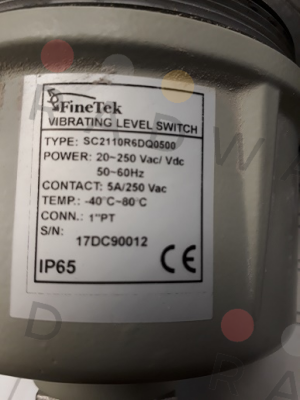 FineTek
VIBRATING LEVEL SWITCH
TYPE: SC2110R6DQ0500
POWER: 20~250 Vac/ Vdc
50~60Hz
CONTACT: 5A/250 Vac
TEMP.: -40°C~80°C
CONN.: 1"PT
S/N:
17DC90012
IP65 CE